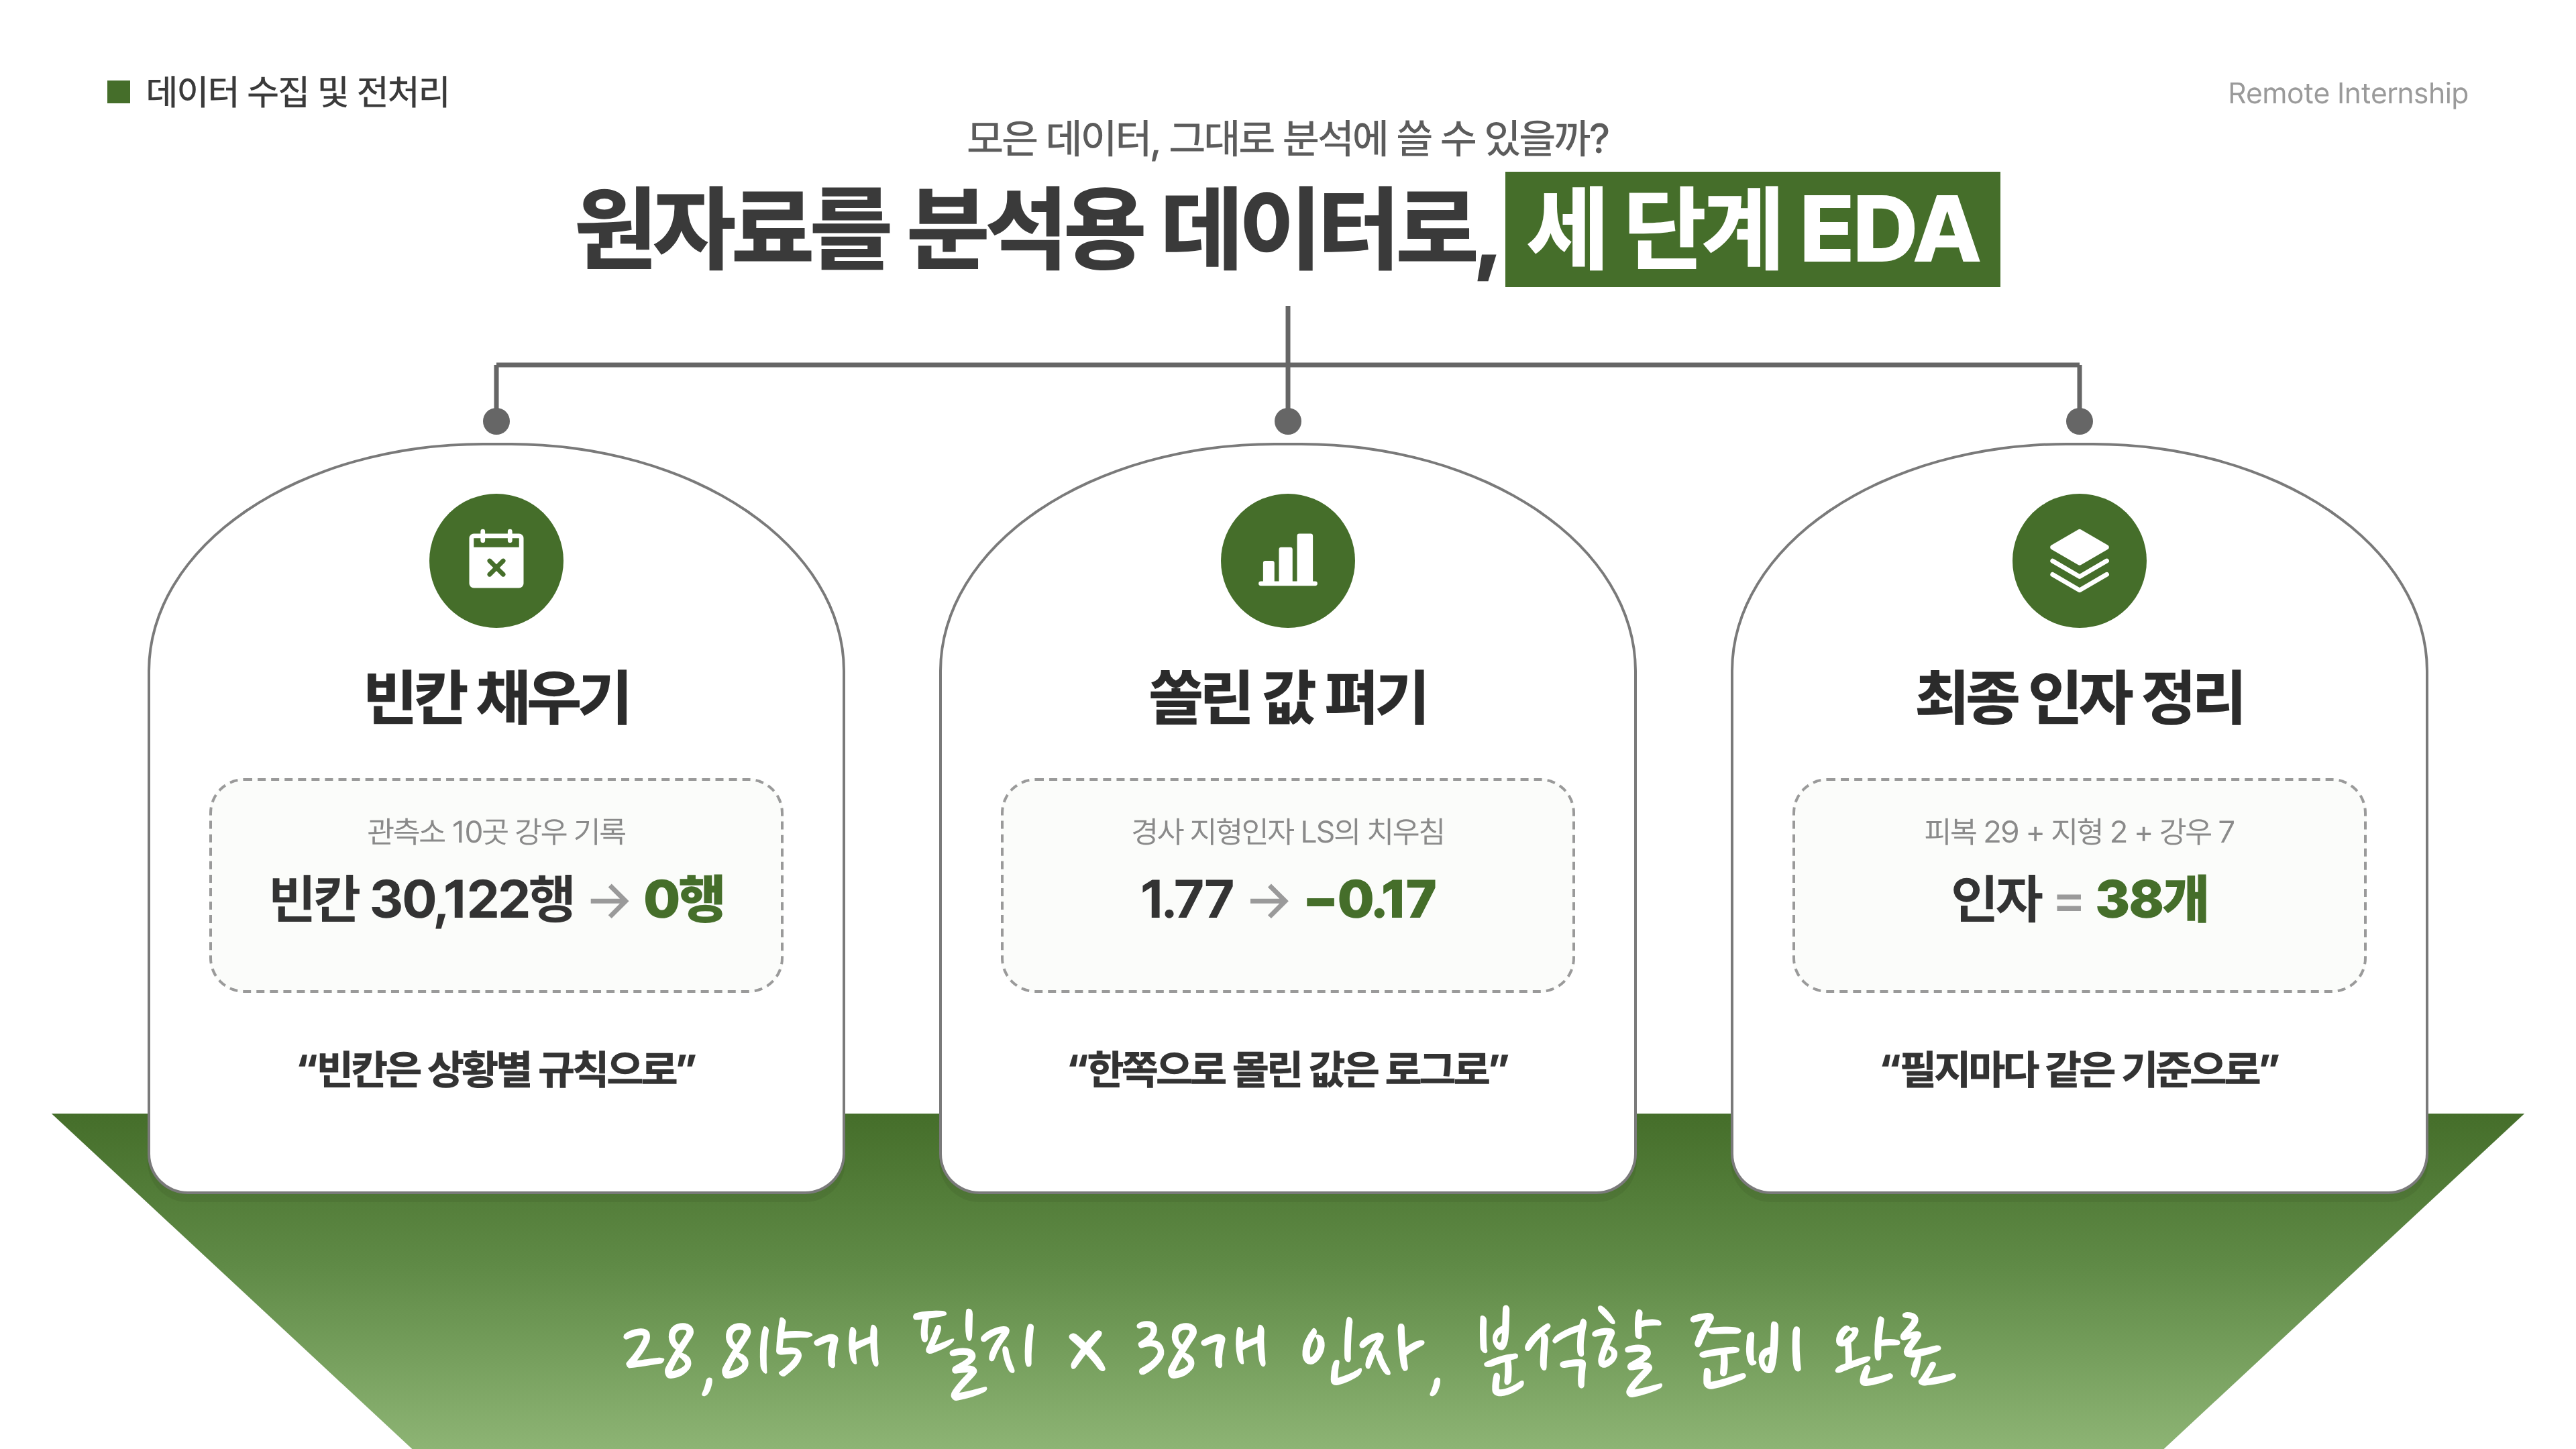 데이터 수집 및 전처리
Remote Internship
모은 데이터, 그대로 분석에 쓸 수 있을까?
원자료를 분석용 데이터로, 세 단계 EDA
빈칸 채우기
관측소 10곳 강우 기록
빈칸 30,122행 → 0행
“빈칸은 상황별 규칙으로”
쏠린 값 펴기
경사 지형인자 LS의 치우침
1.77 → −0.17
“한쪽으로 몰린 값은 로그로”
최종 인자 정리
피복 29 + 지형 2 + 강우 7
인자 = 38개
“필지마다 같은 기준으로”
28,815개 필지 × 38개 인자, 분석할 준비 완료